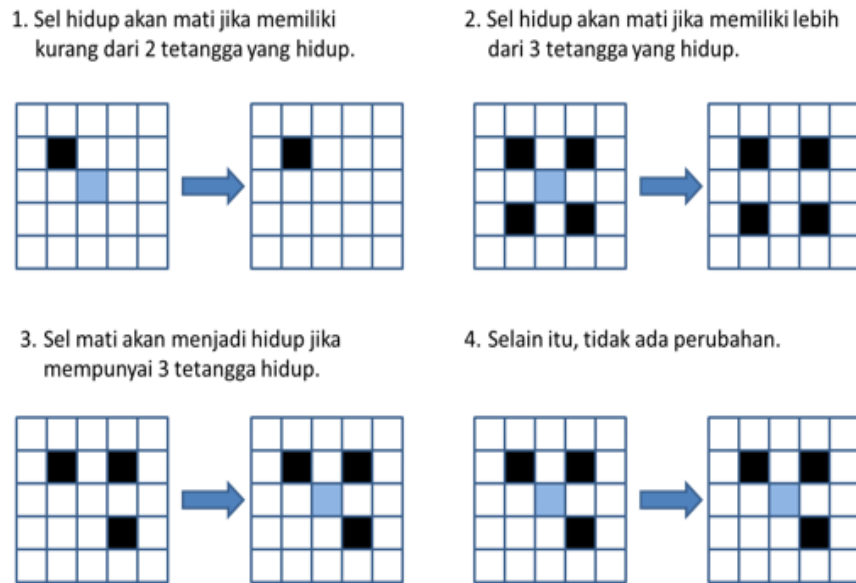 1. Sel hidup akan mati jika memiliki
kurang dari 2 tetangga yang hidup.
2. Sel hidup akan mati jika memiliki lebih
dari 3 tetangga yang hidup.
3. Sel mati akan menjadi hidup jika
mempunyai 3 tetangga hidup.
4. Selain itu, tidak ada perubahan.